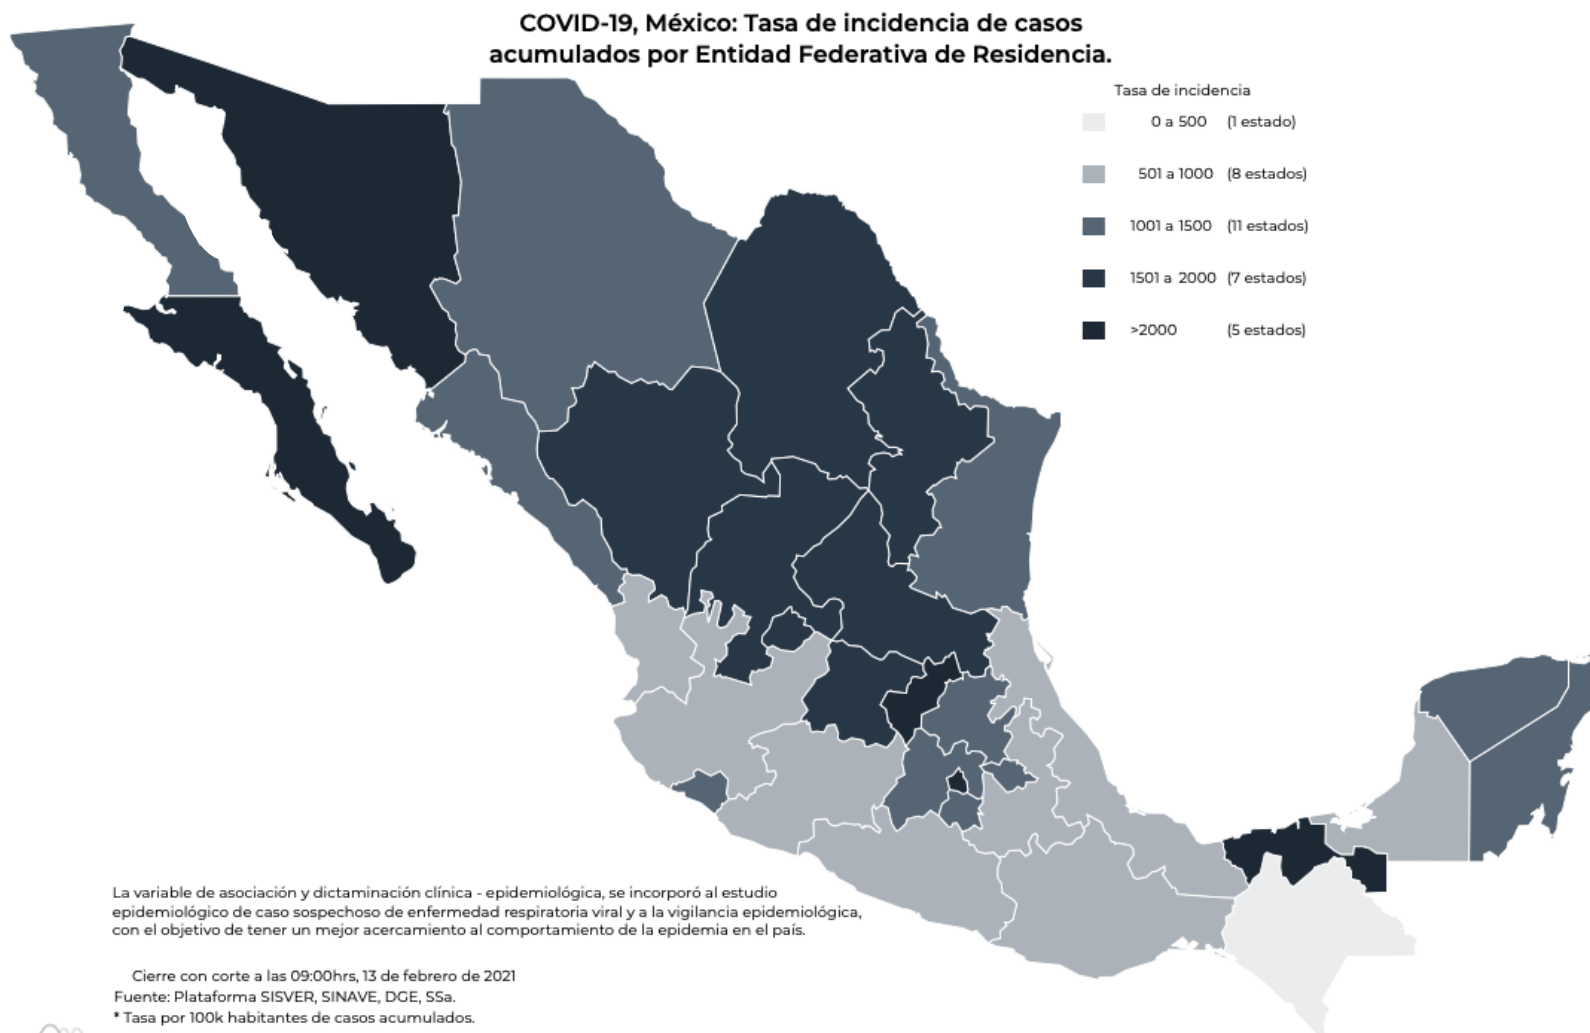 COVID-19, México: Tasa de incidencia de casos
acumulados por Entidad Federativa de Residencia.
Tasa de incidencia
0 a 500 (1 estado)
501 a 1000 (8 estados)
1001 a 1500 (11 estados)
1501 a 2000 (7 estados)
>2000 (5 estados)
La variable de asociación y dictaminación clínica - epidemiológica, se incorporó al estudio
epidemiológico de caso sospechoso de enfermedad respiratoria viral y a la vigilancia epidemiológica,
con el objetivo de tener un mejor acercamiento al comportamiento de la epidemia en el país.
Cierre con corte a las 09:00hrs, 13 de febrero de 2021
Fuente: Plataforma SISVER, SINAVE, DGE, SSa.
* Tasa por 100k habitantes de casos acumulados.